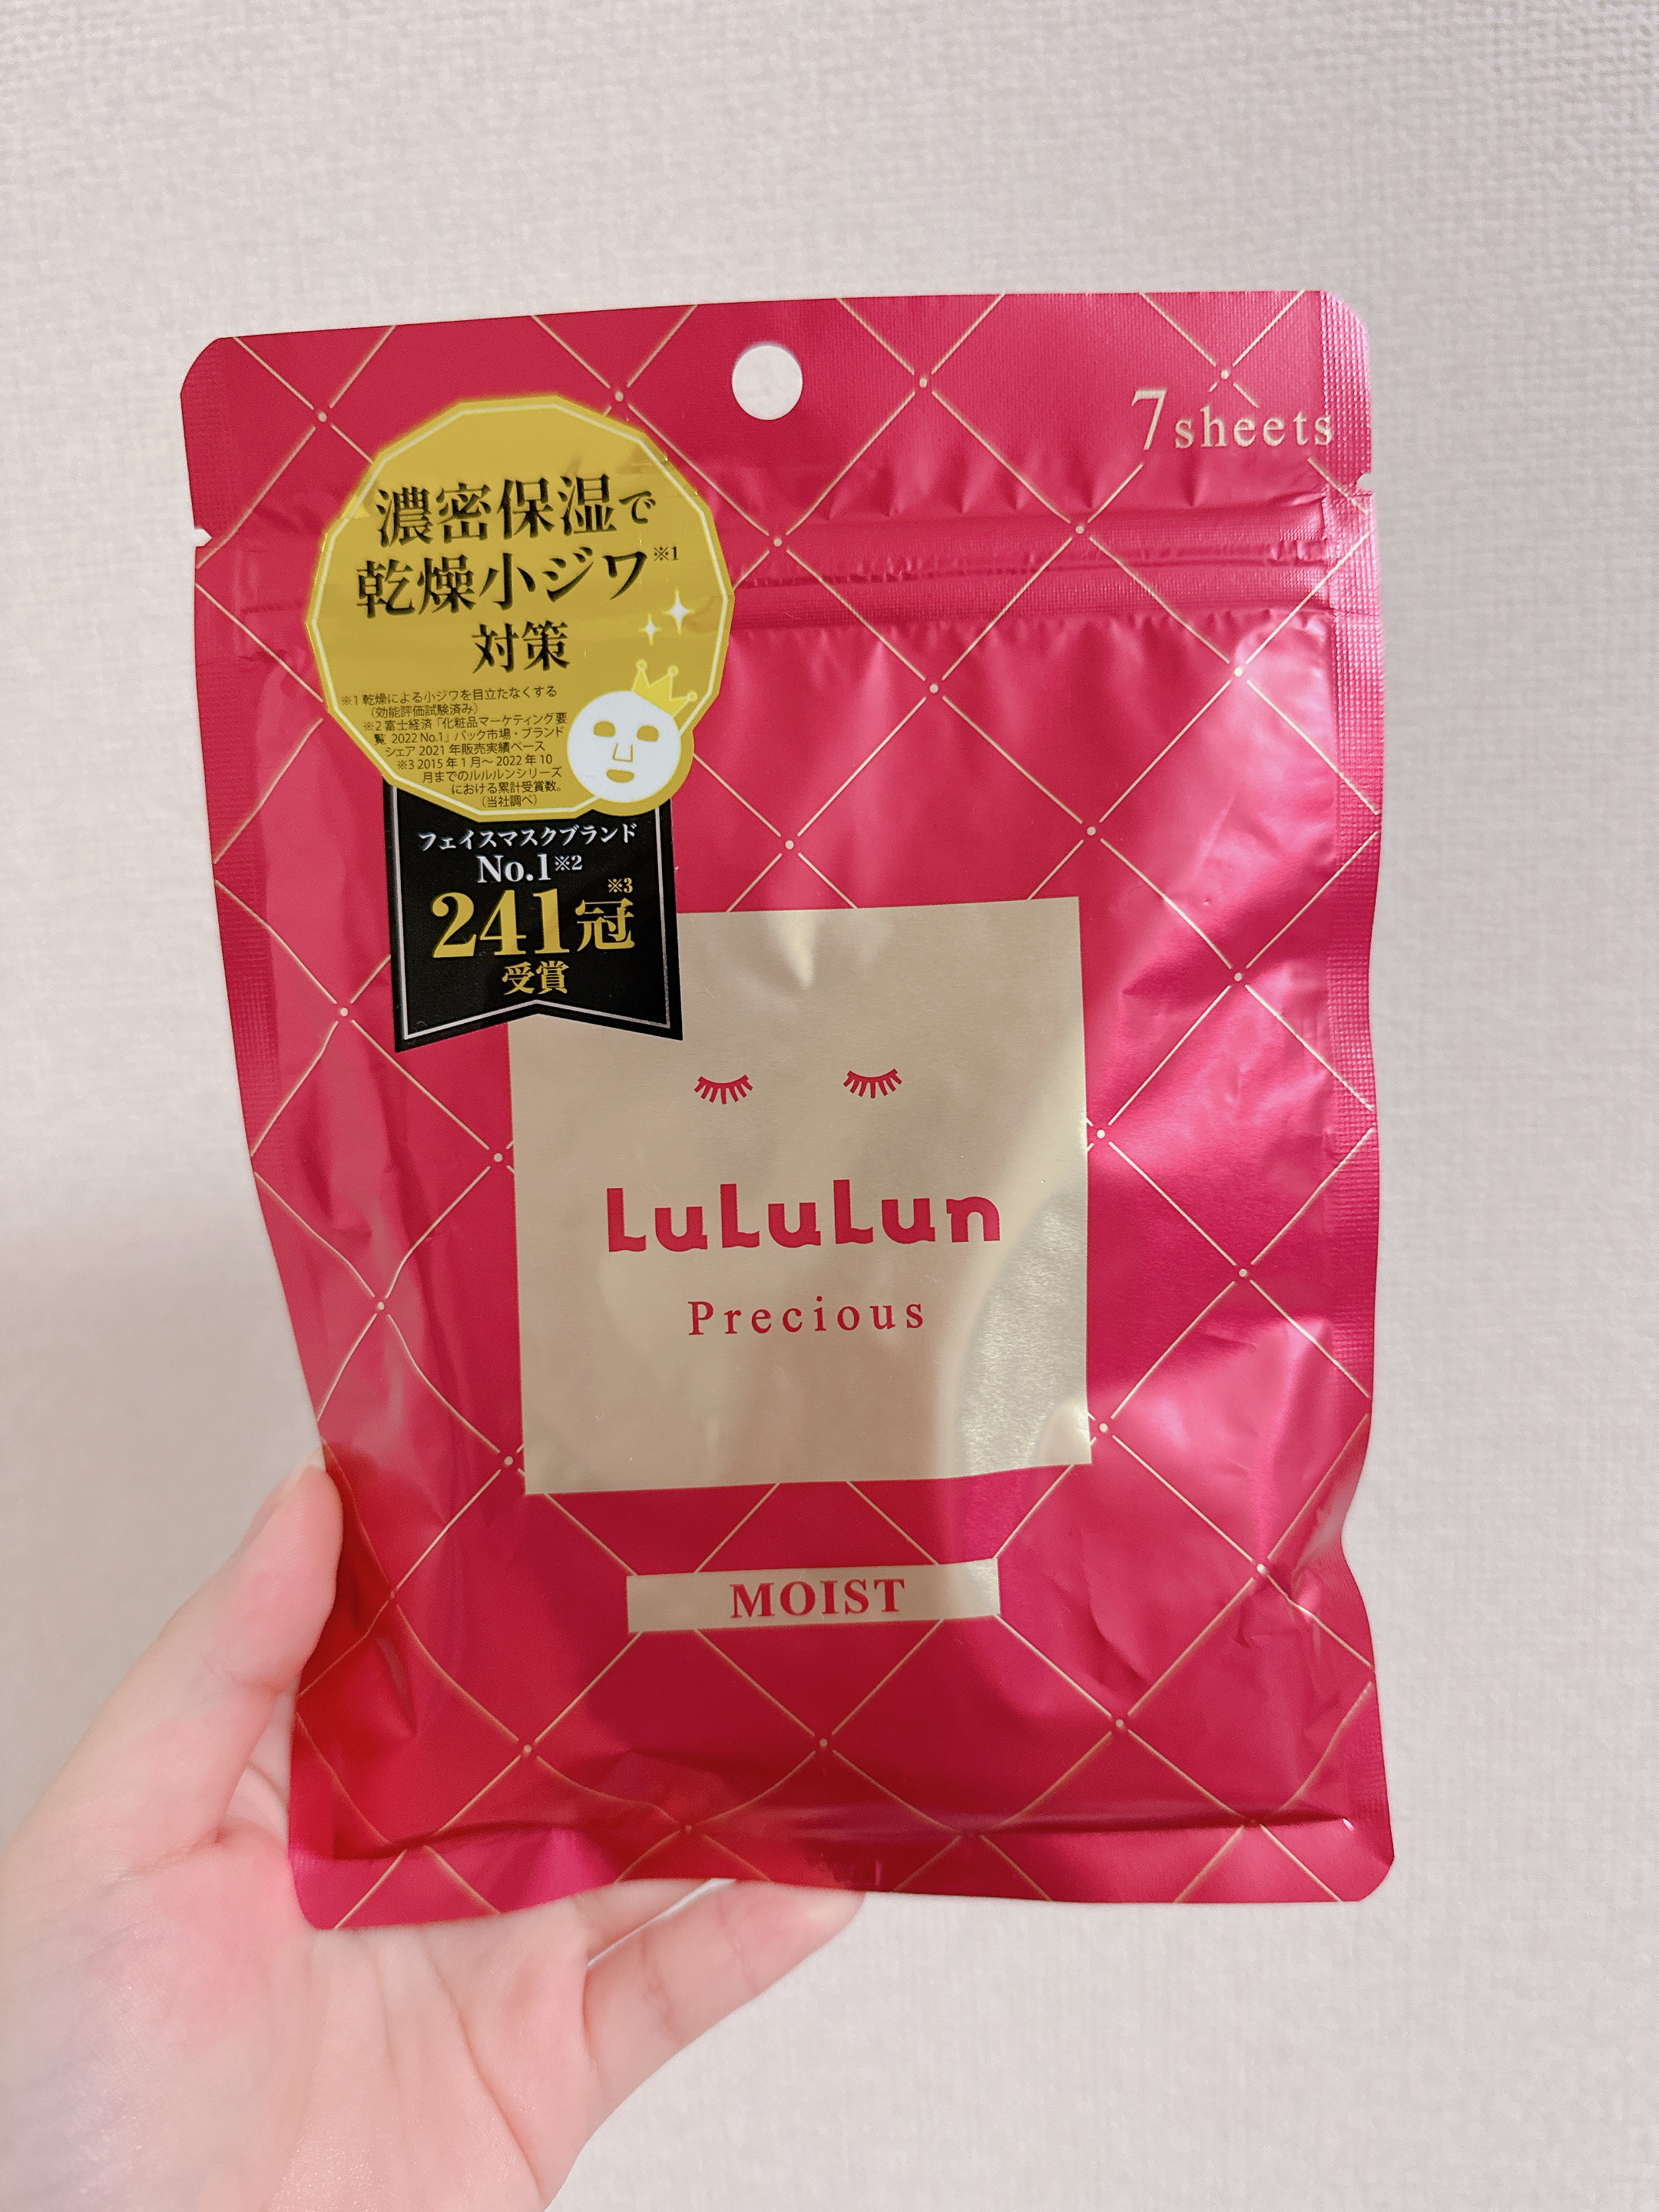 7 sheets
濃密保湿で
乾燥小ジワ※1
対策
※1 乾燥による小ジワを目立たなくする
（効能評価試験済み）
※2 富士経済「化粧品マーケティング要
覧 2022 No.1」パック市場・ブランド
シェア 2021 年販売実績ベース
※3 2015 年 1 月～ 2022 年 10
月までのルルルンシリーズ
における累計受賞数。
（当社調べ）
フェイスマスクブランド
No.1※2
241冠※3
受賞
LuLuLun
Precious
MOIST